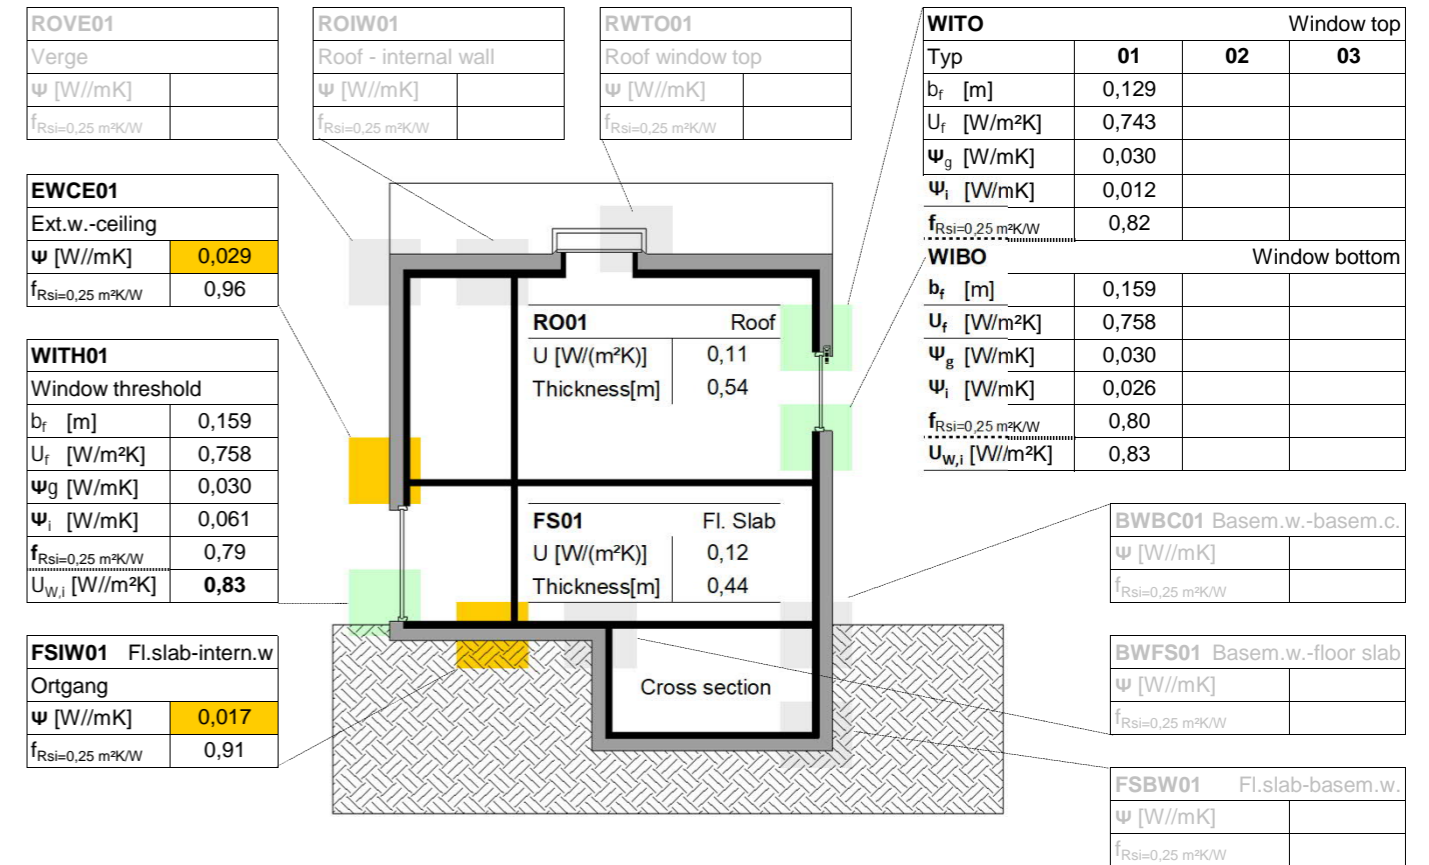 ROVE01
Verge
Ψ [W//mK]
fRsi=0,25 m²K/W
ROIW01
Roof - internal wall
Ψ [W//mK]
fRsi=0,25 m²K/W
RWTO01
Roof window top
Ψ [W//mK]
fRsi=0,25 m²K/W
WITO Window top
Typ 01 02 03
bf [m] 0,129
Uf [W/m²K] 0,743
Ψg [W/mK] 0,030
Ψi [W/mK] 0,012
fRsi=0,25 m²K/W 0,82
WIBO Window bottom
bf [m] 0,159
Uf [W/m²K] 0,758
Ψg [W/mK] 0,030
Ψi [W/mK] 0,026
fRsi=0,25 m²K/W 0,80
UW,i [W//m²K] 0,83
EWCE01
Ext.w.-ceiling
Ψ [W//mK] 0,029
fRsi=0,25 m²K/W 0,96
WITH01
Window threshold
bf [m] 0,159
Uf [W/m²K] 0,758
Ψg [W/mK] 0,030
Ψi [W/mK] 0,061
fRsi=0,25 m²K/W 0,79
UW,i [W//m²K] 0,83
FSIW01 Fl.slab-intern.w
Ortgang
Ψ [W//mK] 0,017
fRsi=0,25 m²K/W 0,91
RO01 Roof
U [W/(m²K)] 0,11
Thickness[m] 0,54
FS01 Fl. Slab
U [W/(m²K)] 0,12
Thickness[m] 0,44
Cross section
BWBC01 Basem.w.-basem.c.
Ψ [W//mK]
fRsi=0,25 m²K/W
BWFS01 Basem.w.-floor slab
Ψ [W//mK]
fRsi=0,25 m²K/W
FSBW01 Fl.slab-basem.w.
Ψ [W//mK]
fRsi=0,25 m²K/W